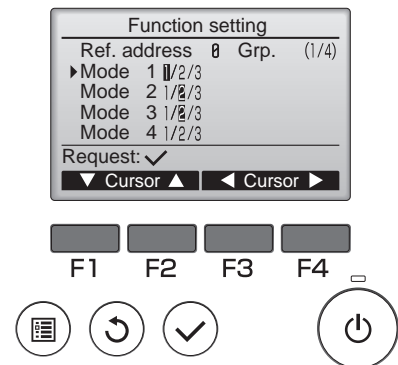 Function setting
Ref. address 0 Grp. (1/4)
▶Mode 1 1/2/3
Mode 2 1/2/3
Mode 3 1/2/3
Mode 4 1/2/3
Request: ✓
▼ Cursor ▲ ◀ Cursor ▶
F1 F2 F3 F4